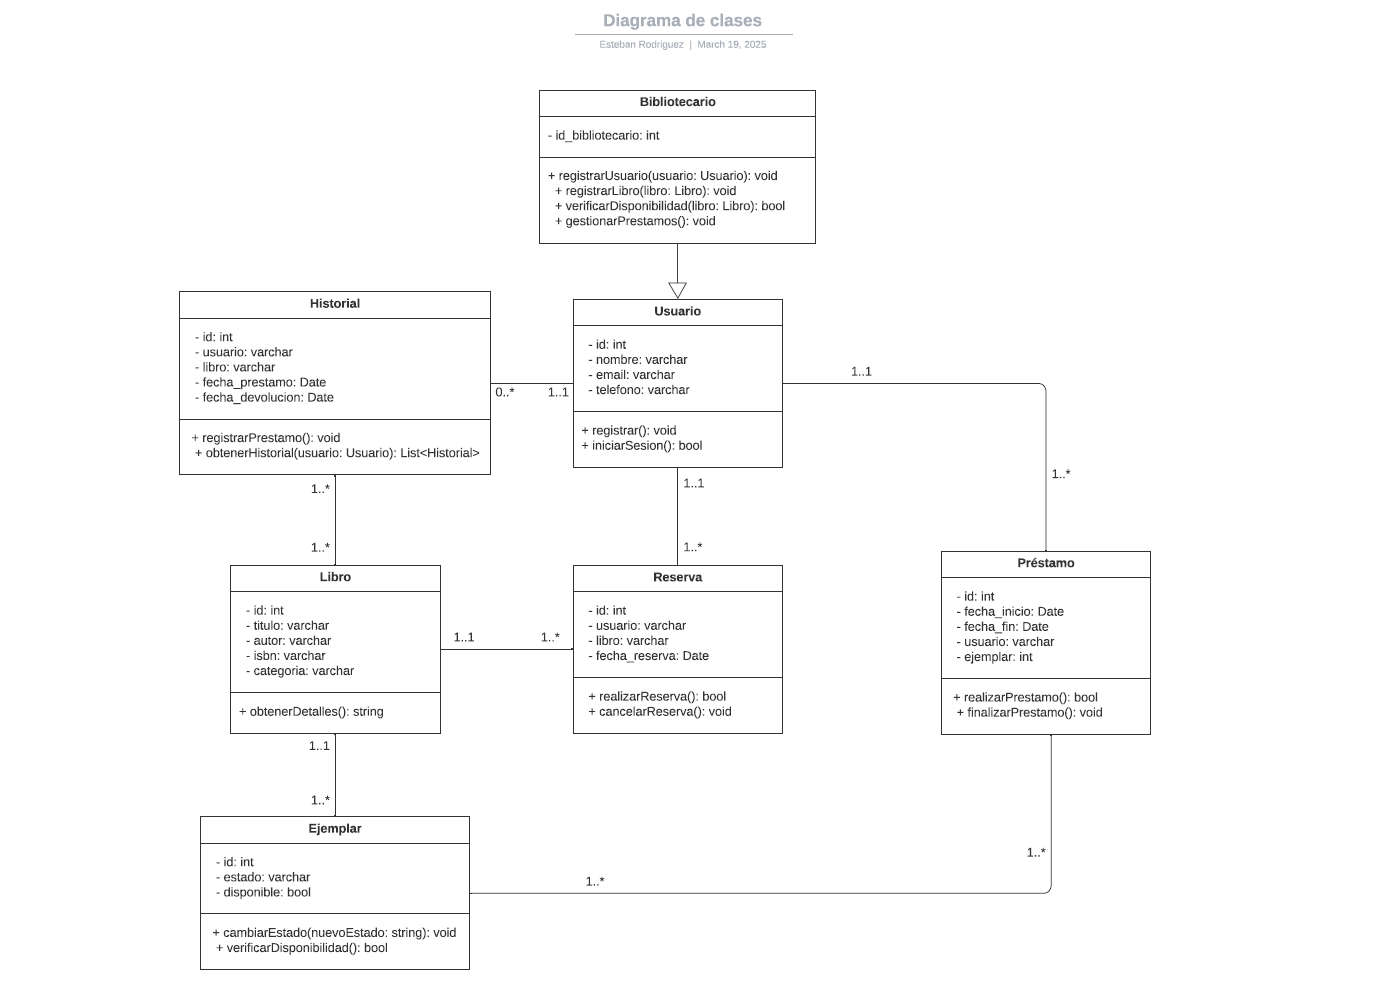 Diagrama de clases
Esteban Rodriguez | March 19, 2025
Bibliotecario
- id_bibliotecario: int
+ registrarUsuario(usuario: Usuario): void
+ registrarLibro(libro: Libro): void
+ verificarDisponibilidad(libro: Libro): bool
+ gestionarPrestamos(): void
Historial
- id: int
- usuario: varchar
- libro: varchar
- fecha_prestamo: Date
- fecha_devolucion: Date
+ registrarPrestamo(): void
+ obtenerHistorial(usuario: Usuario): List<Historial>
0..*
1..1
Usuario
- id: int
- nombre: varchar
- email: varchar
- telefono: varchar
+ registrar(): void
+ iniciarSesion(): bool
1..1
1..*
1..*
1..*
1..1
1..*
Libro
- id: int
- titulo: varchar
- autor: varchar
- isbn: varchar
- categoria: varchar
+ obtenerDetalles(): string
1..1
1..*
Reserva
- id: int
- usuario: varchar
- libro: varchar
- fecha_reserva: Date
+ realizarReserva(): bool
+ cancelarReserva(): void
Préstamo
- id: int
- fecha_inicio: Date
- fecha_fin: Date
- usuario: varchar
- ejemplar: int
+ realizarPrestamo(): bool
+ finalizarPrestamo(): void
1..1
1..*
Ejemplar
- id: int
- estado: varchar
- disponible: bool
+ cambiarEstado(nuevoEstado: string): void
+ verificarDisponibilidad(): bool
1..*
1..*